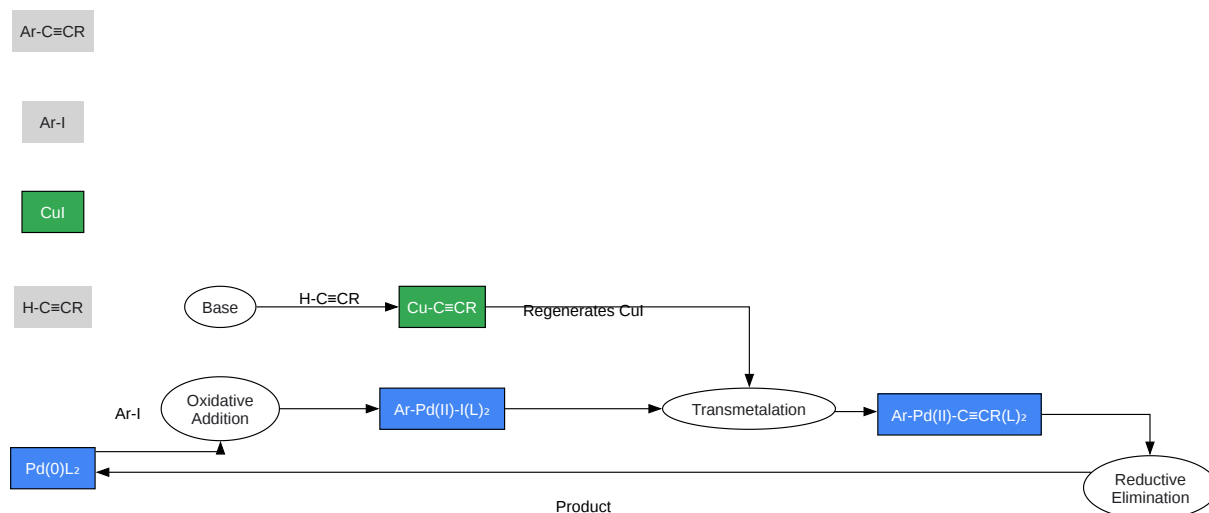 Ar-C≡CR
Ar-I
CuI
H-C≡CR
Base
H-C≡CR
Cu-C≡CR
Regenerates CuI
Ar-I
Oxidative
Addition
Ar-Pd(II)-I(L)₂
Transmetalation
Ar-Pd(II)-C≡CR(L)₂
Pd(0)L₂
Reductive
Elimination
Product